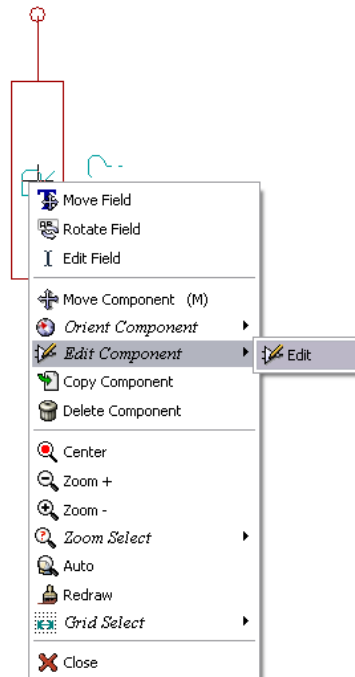 Move Field
Rotate Field
Edit Field
Move Component (M)
Orient Component
Edit Component
Edit
Copy Component
Delete Component
Center
Zoom +
Zoom -
Zoom Select
Auto
Redraw
Grid Select
Close